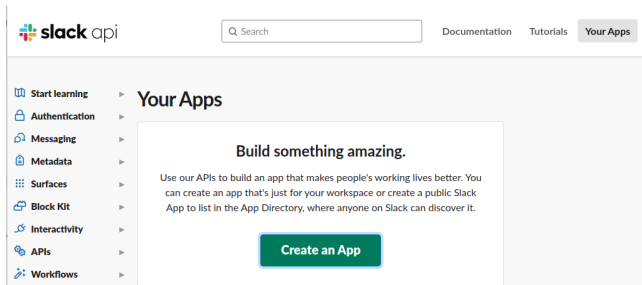 slack api
Search
Documentation
Tutorials
Your Apps
Start learning
Authentication
Messaging
Metadata
Surfaces
Block Kit
Interactivity
APIs
Workflows
Your Apps
Build something amazing.
Use our APIs to build an app that makes people's working lives better. You
can create an app that's just for your workspace or create a public Slack
App to list in the App Directory, where anyone on Slack can discover it.
Create an App